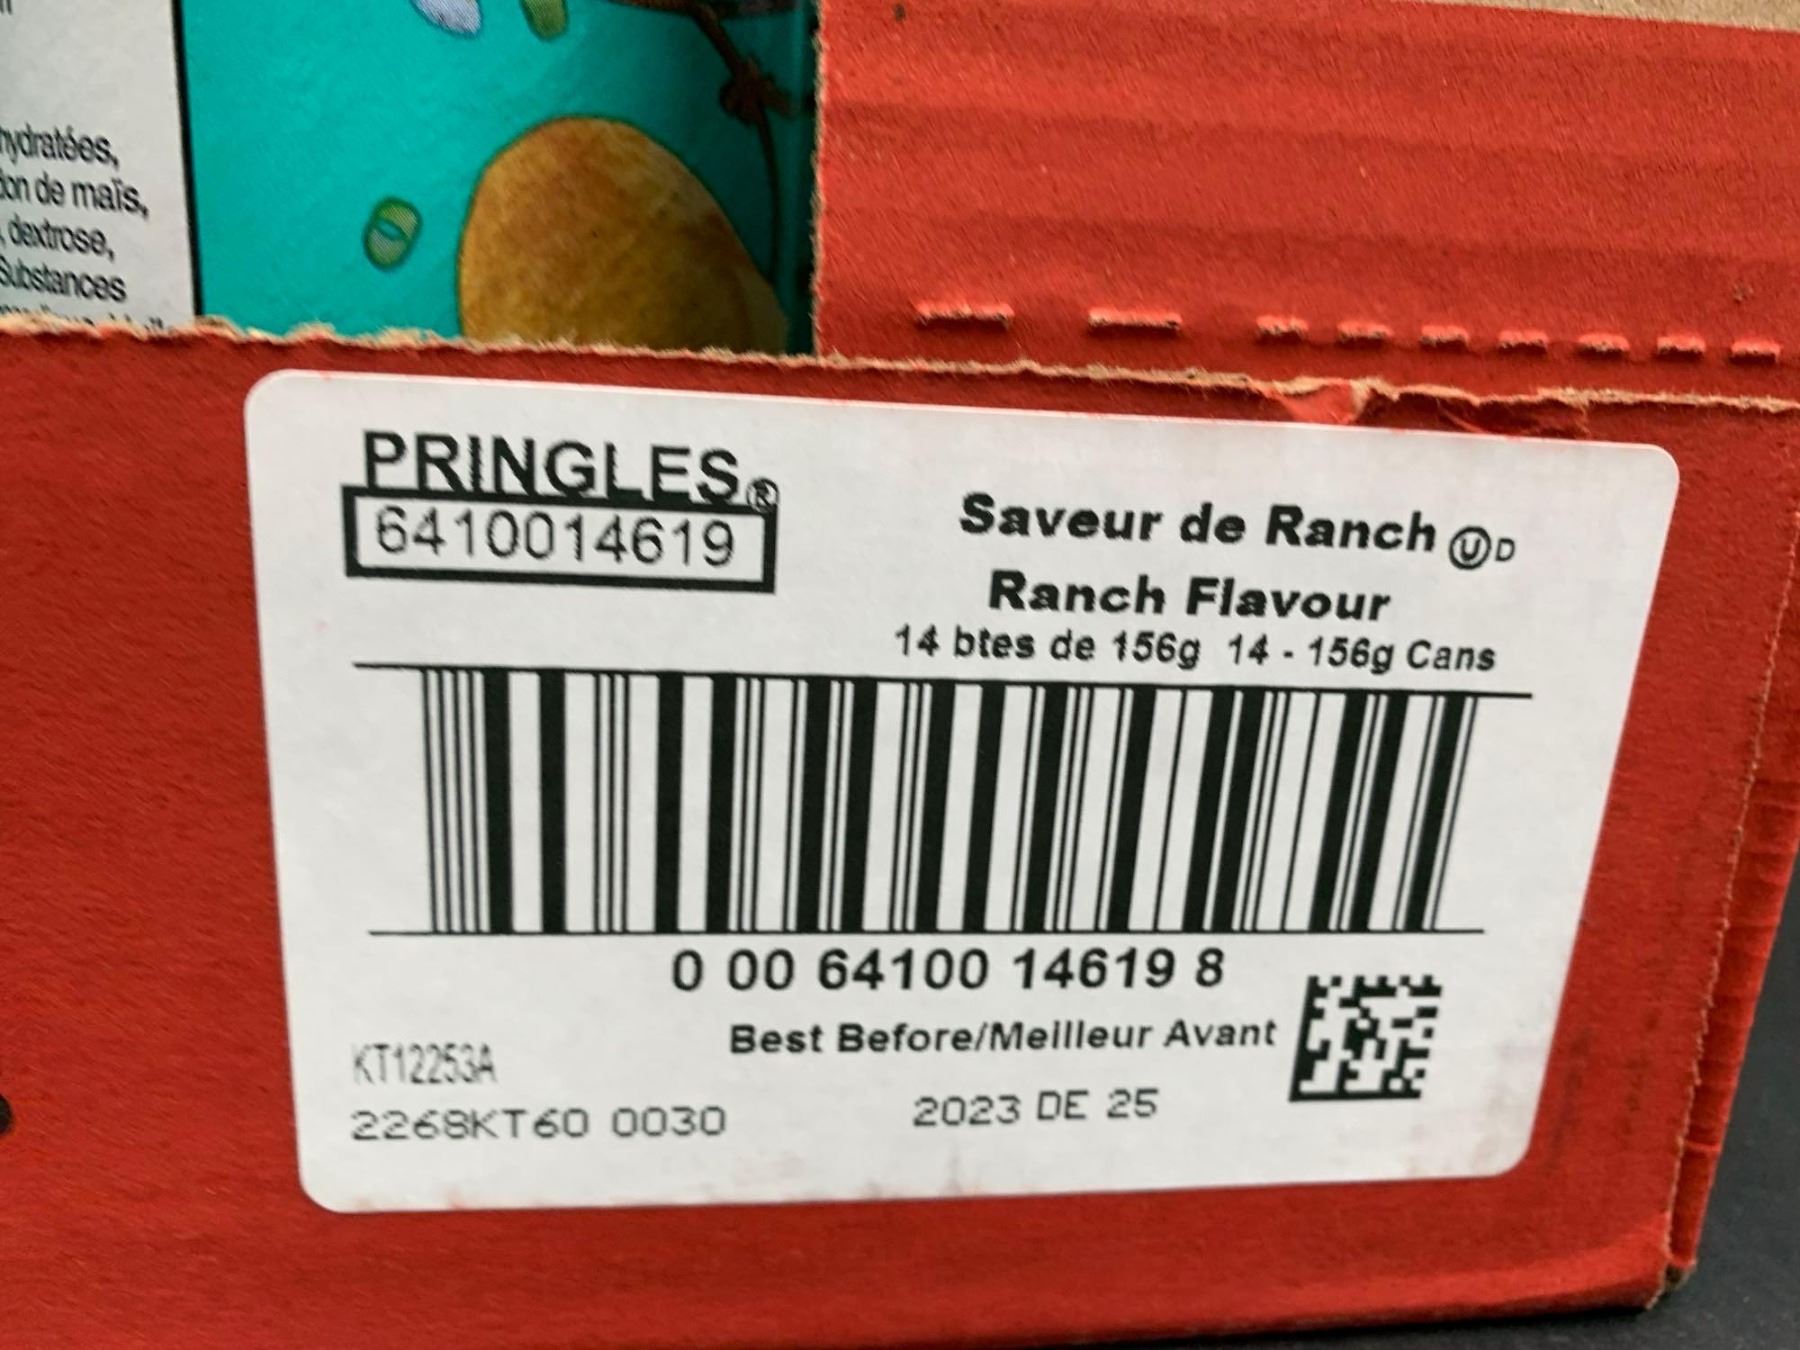 hydratées,
de maïs,
dextrose,
Substances
PRINGLES®
6410014619
Saveur de Ranch ⓊD
Ranch Flavour
14 btes de 156g 14 - 156g Cans
0 00 64100 14619 8
Best Before/Meilleur Avant
KT12253A
2023 DE 25
2268KT60 0030